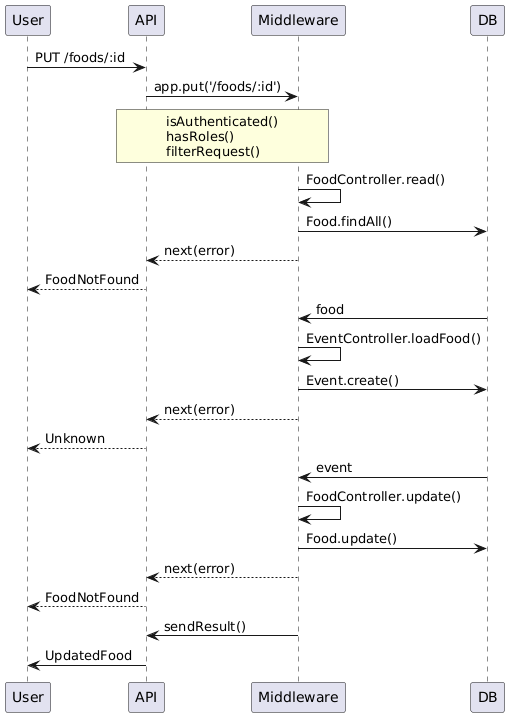 User API Middleware DB
PUT /foods/:id
app.put('/foods/:id')
isAuthenticated()
hasRoles()
filterRequest()
FoodController.read()
Food.findAll()
next(error)
FoodNotFound
food
EventController.loadFood()
Event.create()
next(error)
Unknown
event
FoodController.update()
Food.update()
next(error)
FoodNotFound
sendResult()
UpdatedFood
User API Middleware DB